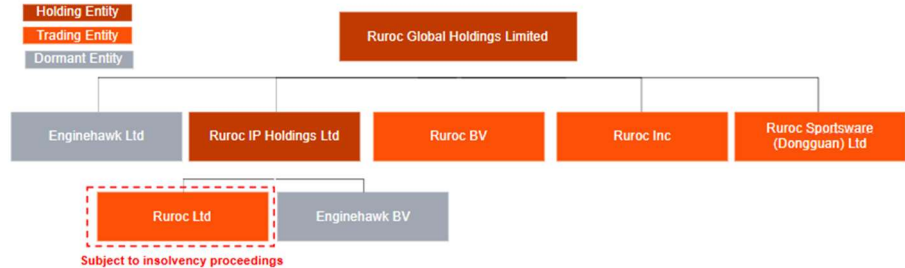 Holding Entity
Trading Entity
Dormant Entity
Ruroc Global Holdings Limited
Enginehawk Ltd
Ruroc IP Holdings Ltd
Ruroc BV
Ruroc Inc
Ruroc Sportsware
(Dongguan) Ltd
Ruroc Ltd
Enginehawk BV
Subject to insolvency proceedings